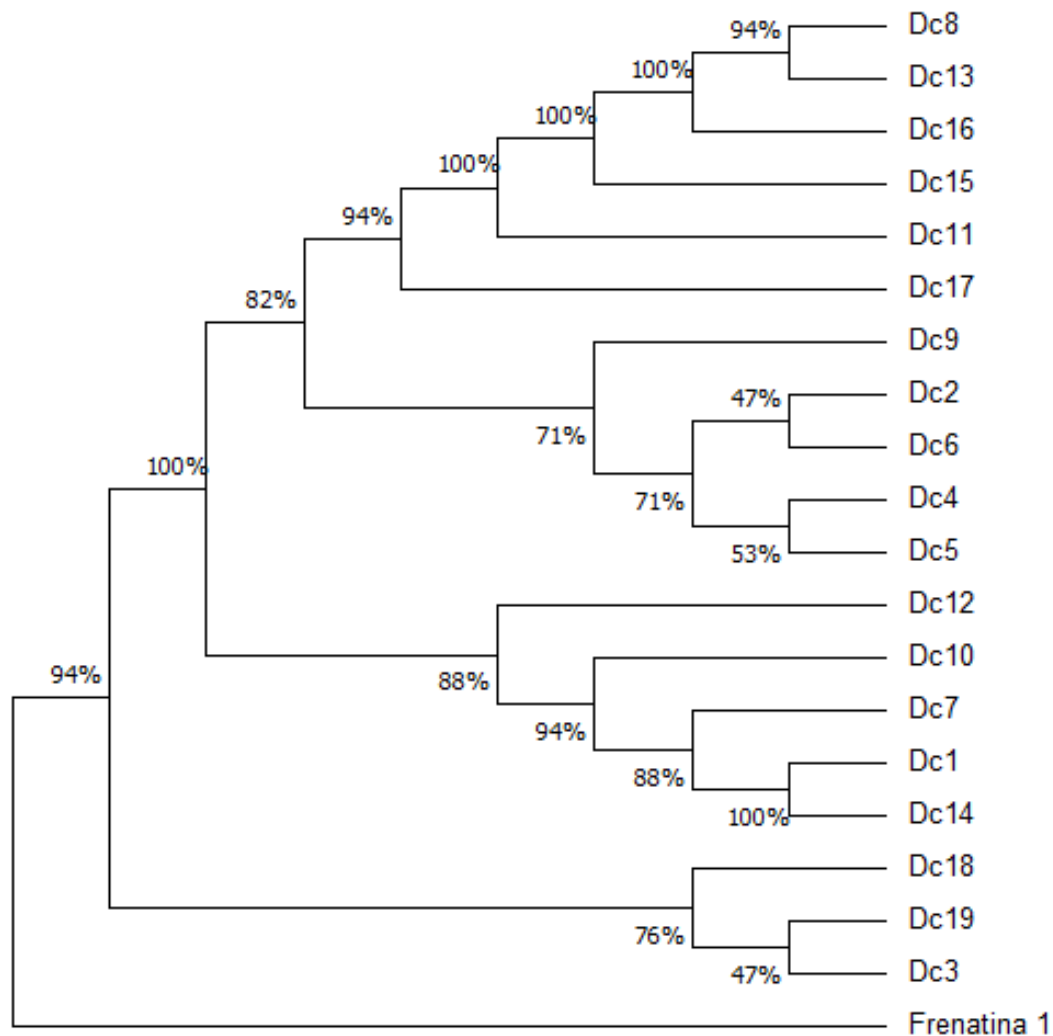 Dc8
94%
Dc13
100%
Dc16
100%
Dc15
100%
Dc11
94%
Dc17
82%
Dc9
47%
Dc2
71%
Dc6
100%
71%
Dc4
53%
Dc5
Dc12
94%
88%
Dc10
94%
Dc7
88%
Dc1
100%
Dc14
Dc18
76%
Dc19
47%
Dc3
Frenatina 1